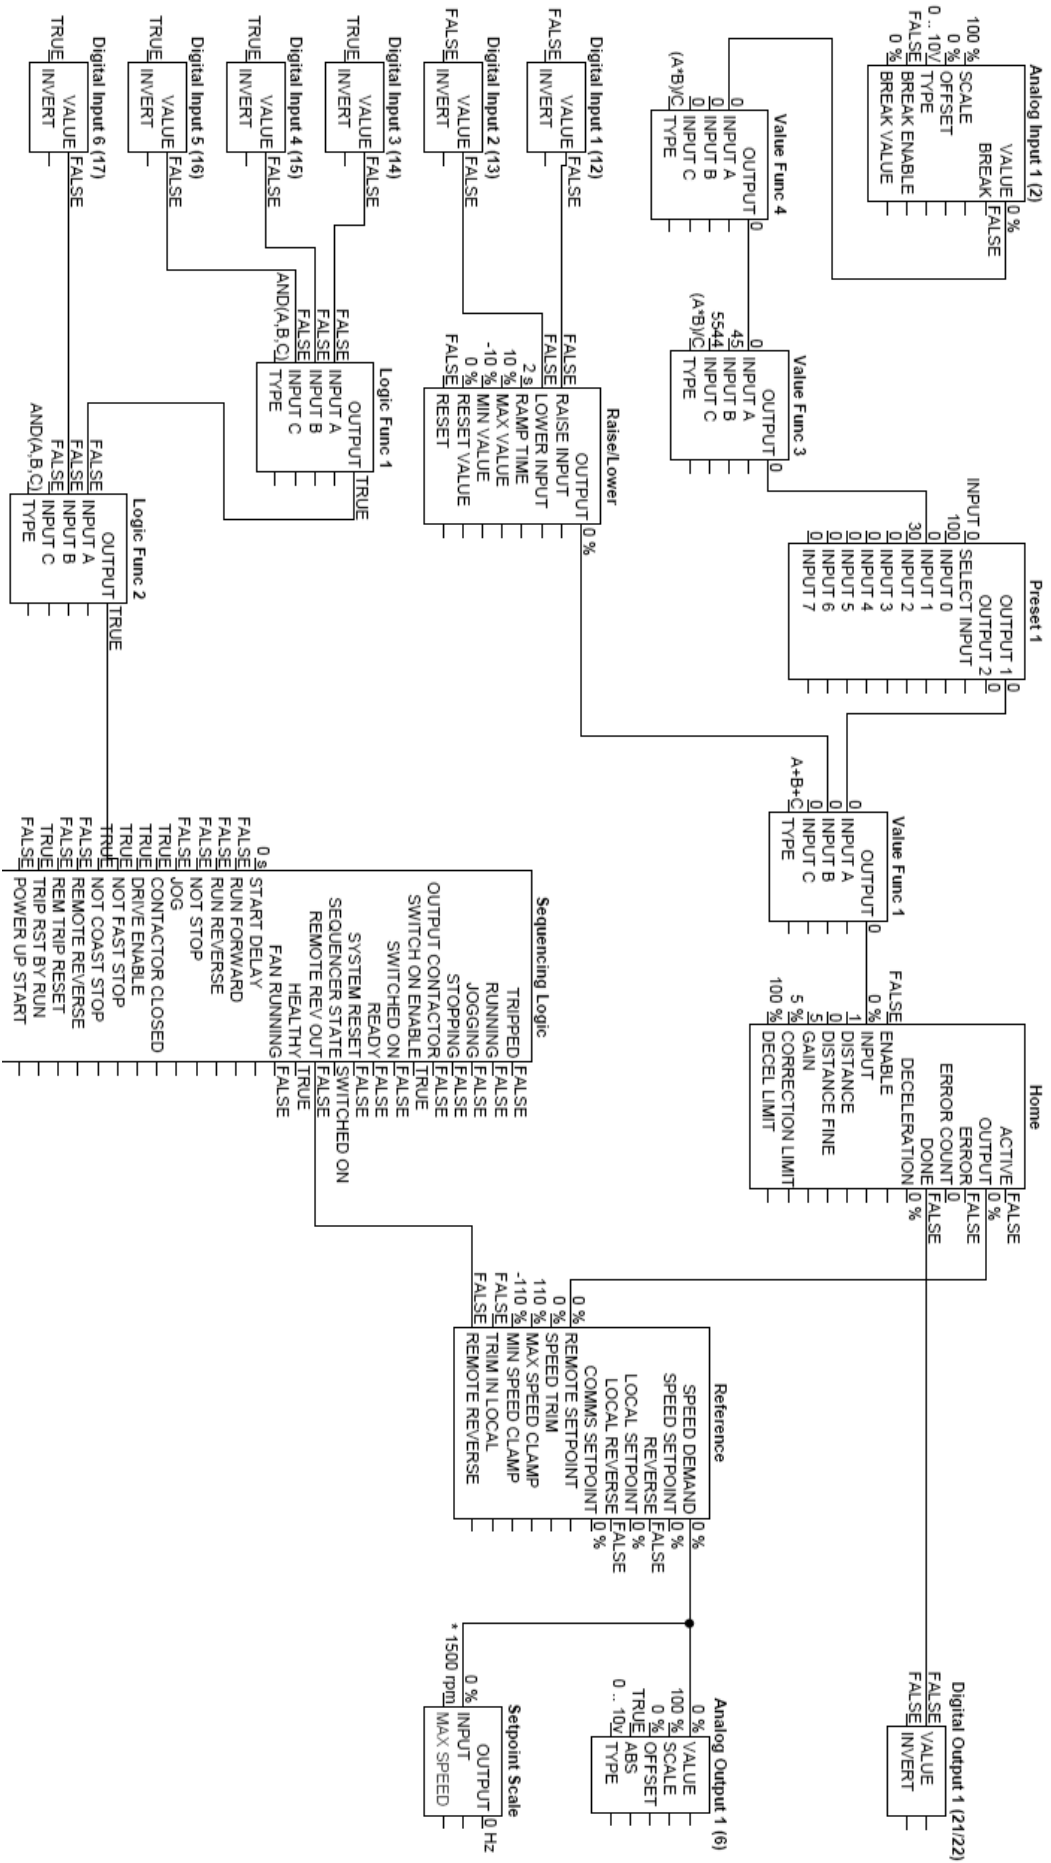 Analog Input 1 (2)
VALUE 0 %
BREAK FALSE
100 % SCALE
0 % OFFSET
0 .. 10V TYPE
FALSE BREAK ENABLE
0 % BREAK VALUE
Value Func 4
OUTPUT 0
0 INPUT A
0 INPUT B
0 INPUT C
(A*B)/C TYPE
Value Func 3
OUTPUT 0
0 INPUT A
45 INPUT B
5544 INPUT C
(A*B)/C TYPE
Preset 1
OUTPUT 1 0
OUTPUT 2 0
INPUT 0 SELECT INPUT
100 INPUT 0
0 INPUT 1
30 INPUT 2
0 INPUT 3
0 INPUT 4
0 INPUT 5
0 INPUT 6
0 INPUT 7
Value Func 1
OUTPUT 0
0 INPUT A
0 INPUT B
0 INPUT C
A+B+C TYPE
Home
ACTIVE FALSE
OUTPUT 0 %
ERROR FALSE
ERROR COUNT 0
DONE FALSE
DECELERATION 0 %
FALSE ENABLE
0 % INPUT
1 DISTANCE
0 DISTANCE FINE
5 GAIN
5 % CORRECTION LIMIT
100 % DECEL LIMIT
Digital Output 1 (21/22)
FALSE VALUE
FALSE INVERT
Digital Input 1 (12)
VALUE FALSE
FALSE INVERT
Digital Input 2 (13)
VALUE FALSE
FALSE INVERT
Raise/Lower
OUTPUT 0 %
FALSE RAISE INPUT
FALSE LOWER INPUT
2 s RAMP TIME
10 % MAX VALUE
-10 % MIN VALUE
0 % RESET VALUE
FALSE RESET
Reference
SPEED DEMAND 0 %
SPEED SETPOINT 0 %
REVERSE FALSE
LOCAL SETPOINT 0 %
LOCAL REVERSE FALSE
COMMS SETPOINT 0 %
0 % REMOTE SETPOINT
0 % SPEED TRIM
110 % MAX SPEED CLAMP
-110 % MIN SPEED CLAMP
FALSE TRIM IN LOCAL
FALSE REMOTE REVERSE
Analog Output 1 (6)
0 % VALUE
100 % SCALE
0 % OFFSET
TRUE ABS
0 .. 10V TYPE
Setpoint Scale
OUTPUT 0 Hz
0 % INPUT
* 1500 rpm MAX SPEED
Digital Input 3 (14)
VALUE FALSE
TRUE INVERT
Digital Input 4 (15)
VALUE FALSE
TRUE INVERT
Digital Input 5 (16)
VALUE FALSE
TRUE INVERT
Digital Input 6 (17)
VALUE FALSE
TRUE INVERT
Logic Func 1
OUTPUT TRUE
FALSE INPUT A
FALSE INPUT B
FALSE INPUT C
AND(A,B,C) TYPE
Logic Func 2
OUTPUT TRUE
FALSE INPUT A
FALSE INPUT B
FALSE INPUT C
AND(A,B,C) TYPE
Sequencing Logic
TRIPPED FALSE
RUNNING FALSE
JOGGING FALSE
STOPPING FALSE
OUTPUT CONTACTOR FALSE
SWITCH ON ENABLE TRUE
SWITCHED ON FALSE
READY FALSE
SYSTEM RESET FALSE
SEQUENCER STATE SWITCHED ON
REMOTE REV OUT FALSE
HEALTHY TRUE
FAN RUNNING FALSE
0 s START DELAY
FALSE RUN FORWARD
FALSE RUN REVERSE
FALSE NOT STOP
FALSE JOG
TRUE CONTACTOR CLOSED
TRUE DRIVE ENABLE
TRUE NOT FAST STOP
TRUE NOT COAST STOP
FALSE REMOTE REVERSE
FALSE REM TRIP RESET
TRUE TRIP RST BY RUN
FALSE POWER UP START